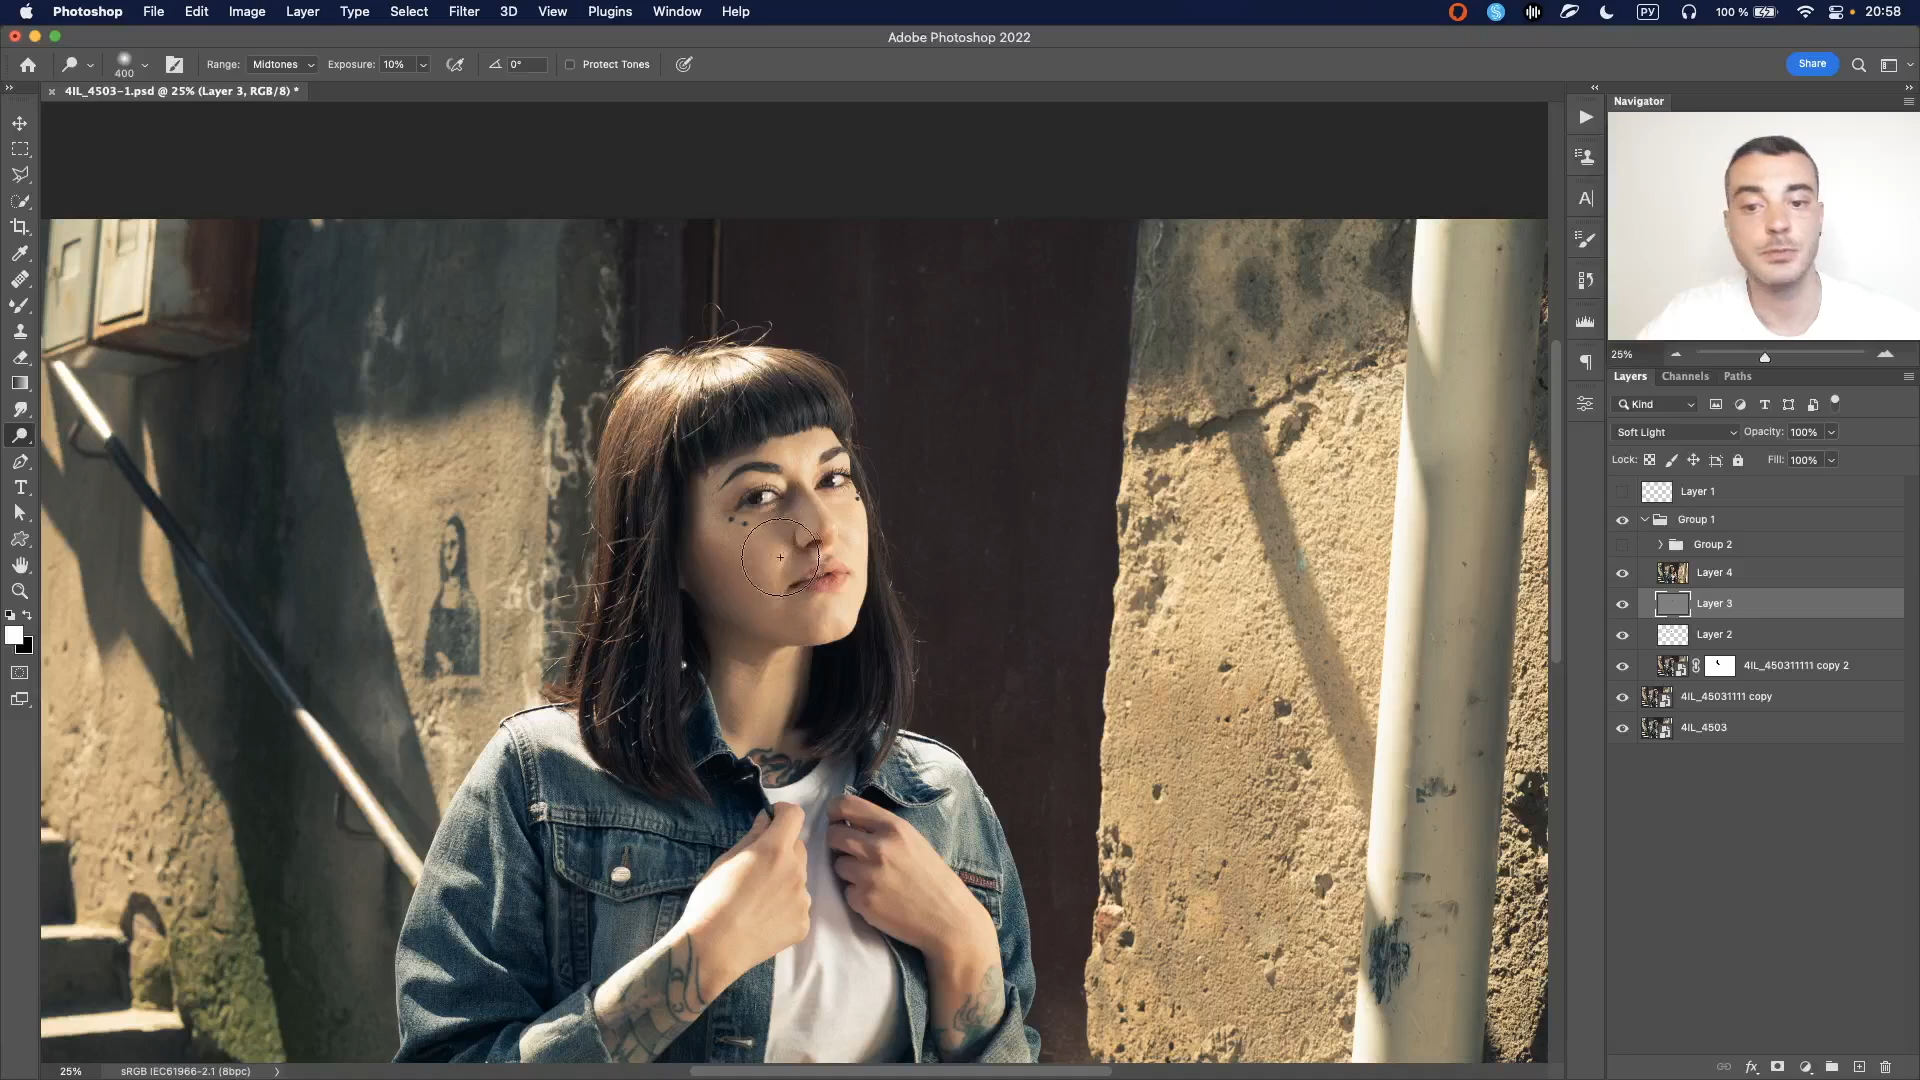 Photoshop File Edit Image Layer Type Select Filter 3D View Plugins Window Help РУ 100 % 20:58
Adobe Photoshop 2022
400 Range: Midtones Exposure: 10% 0° Protect Tones Share
4IL_4503-1.psd @ 25% (Layer 3, RGB/8) *
Navigator
25%
Layers Channels Paths
Kind
Soft Light Opacity: 100%
Lock: Fill: 100%
Layer 1
Group 1
Group 2
Layer 4
Layer 3
Layer 2
4IL_450311111 copy 2
4IL_45031111 copy
4IL_4503
25% sRGB IEC61966-2.1 (8bpc)